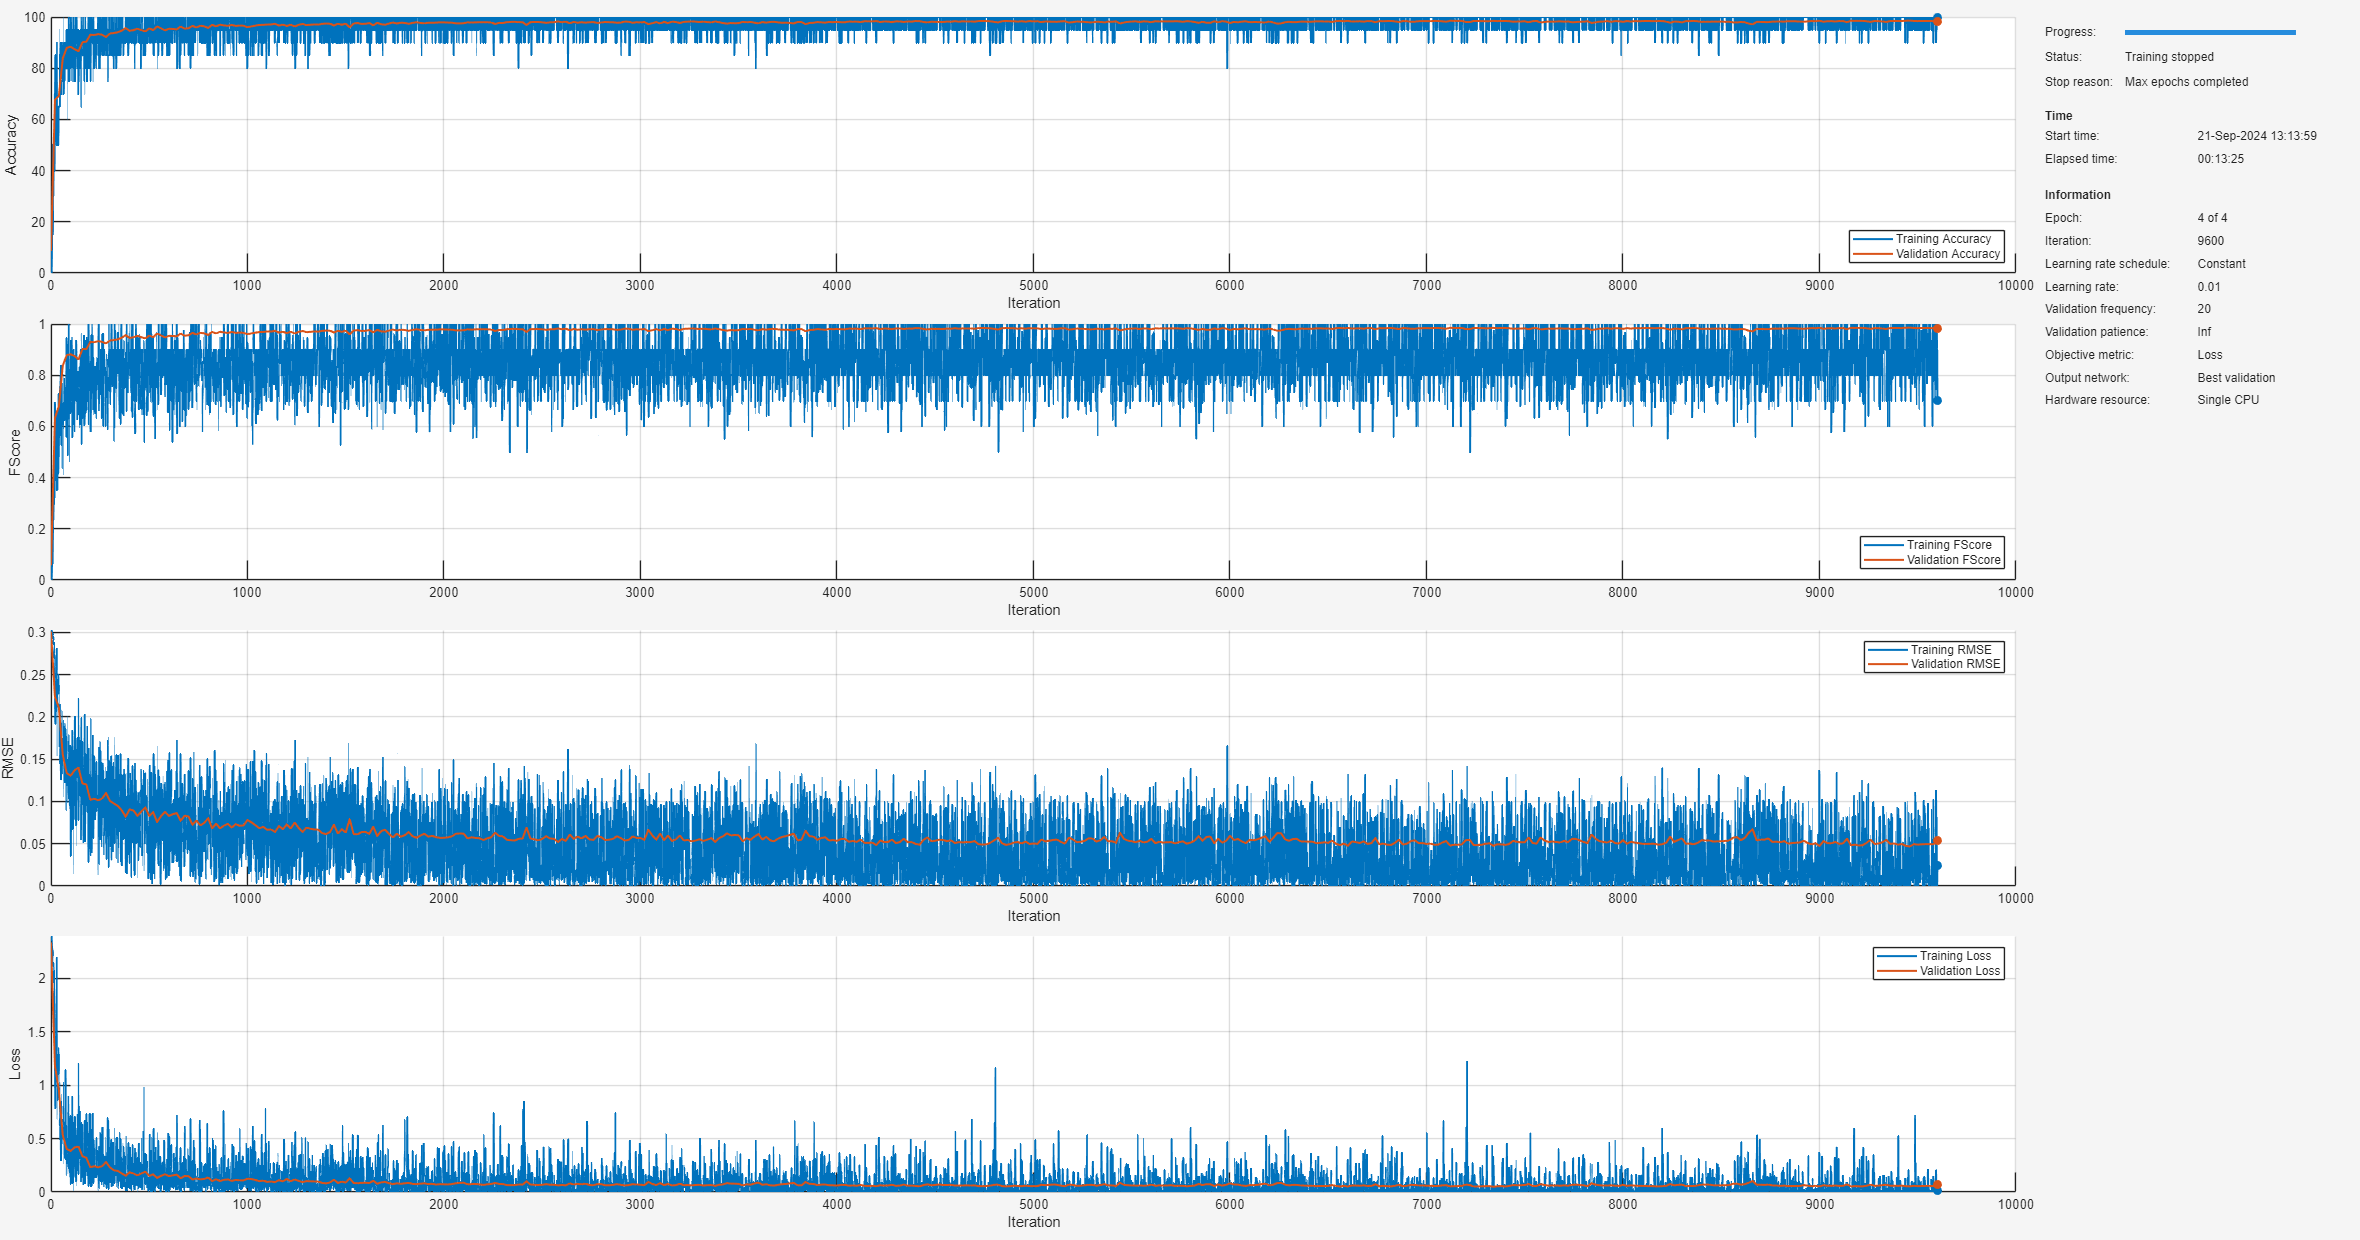 100
80
60
40
20
0
Accuracy
0 1000 2000 3000 4000 5000 6000 7000 8000 9000 10000
Iteration
Training Accuracy
Validation Accuracy
1
0.8
0.6
0.4
0.2
0
FScore
0 1000 2000 3000 4000 5000 6000 7000 8000 9000 10000
Iteration
Training FScore
Validation FScore
0.3
0.25
0.2
0.15
0.1
0.05
0
RMSE
0 1000 2000 3000 4000 5000 6000 7000 8000 9000 10000
Iteration
Training RMSE
Validation RMSE
2
1.5
1
0.5
0
Loss
0 1000 2000 3000 4000 5000 6000 7000 8000 9000 10000
Iteration
Training Loss
Validation Loss
Progress:
Status: Training stopped
Stop reason: Max epochs completed
Time
Start time: 21-Sep-2024 13:13:59
Elapsed time: 00:13:25
Information
Epoch: 4 of 4
Iteration: 9600
Learning rate schedule: Constant
Learning rate: 0.01
Validation frequency: 20
Validation patience: Inf
Objective metric: Loss
Output network: Best validation
Hardware resource: Single CPU